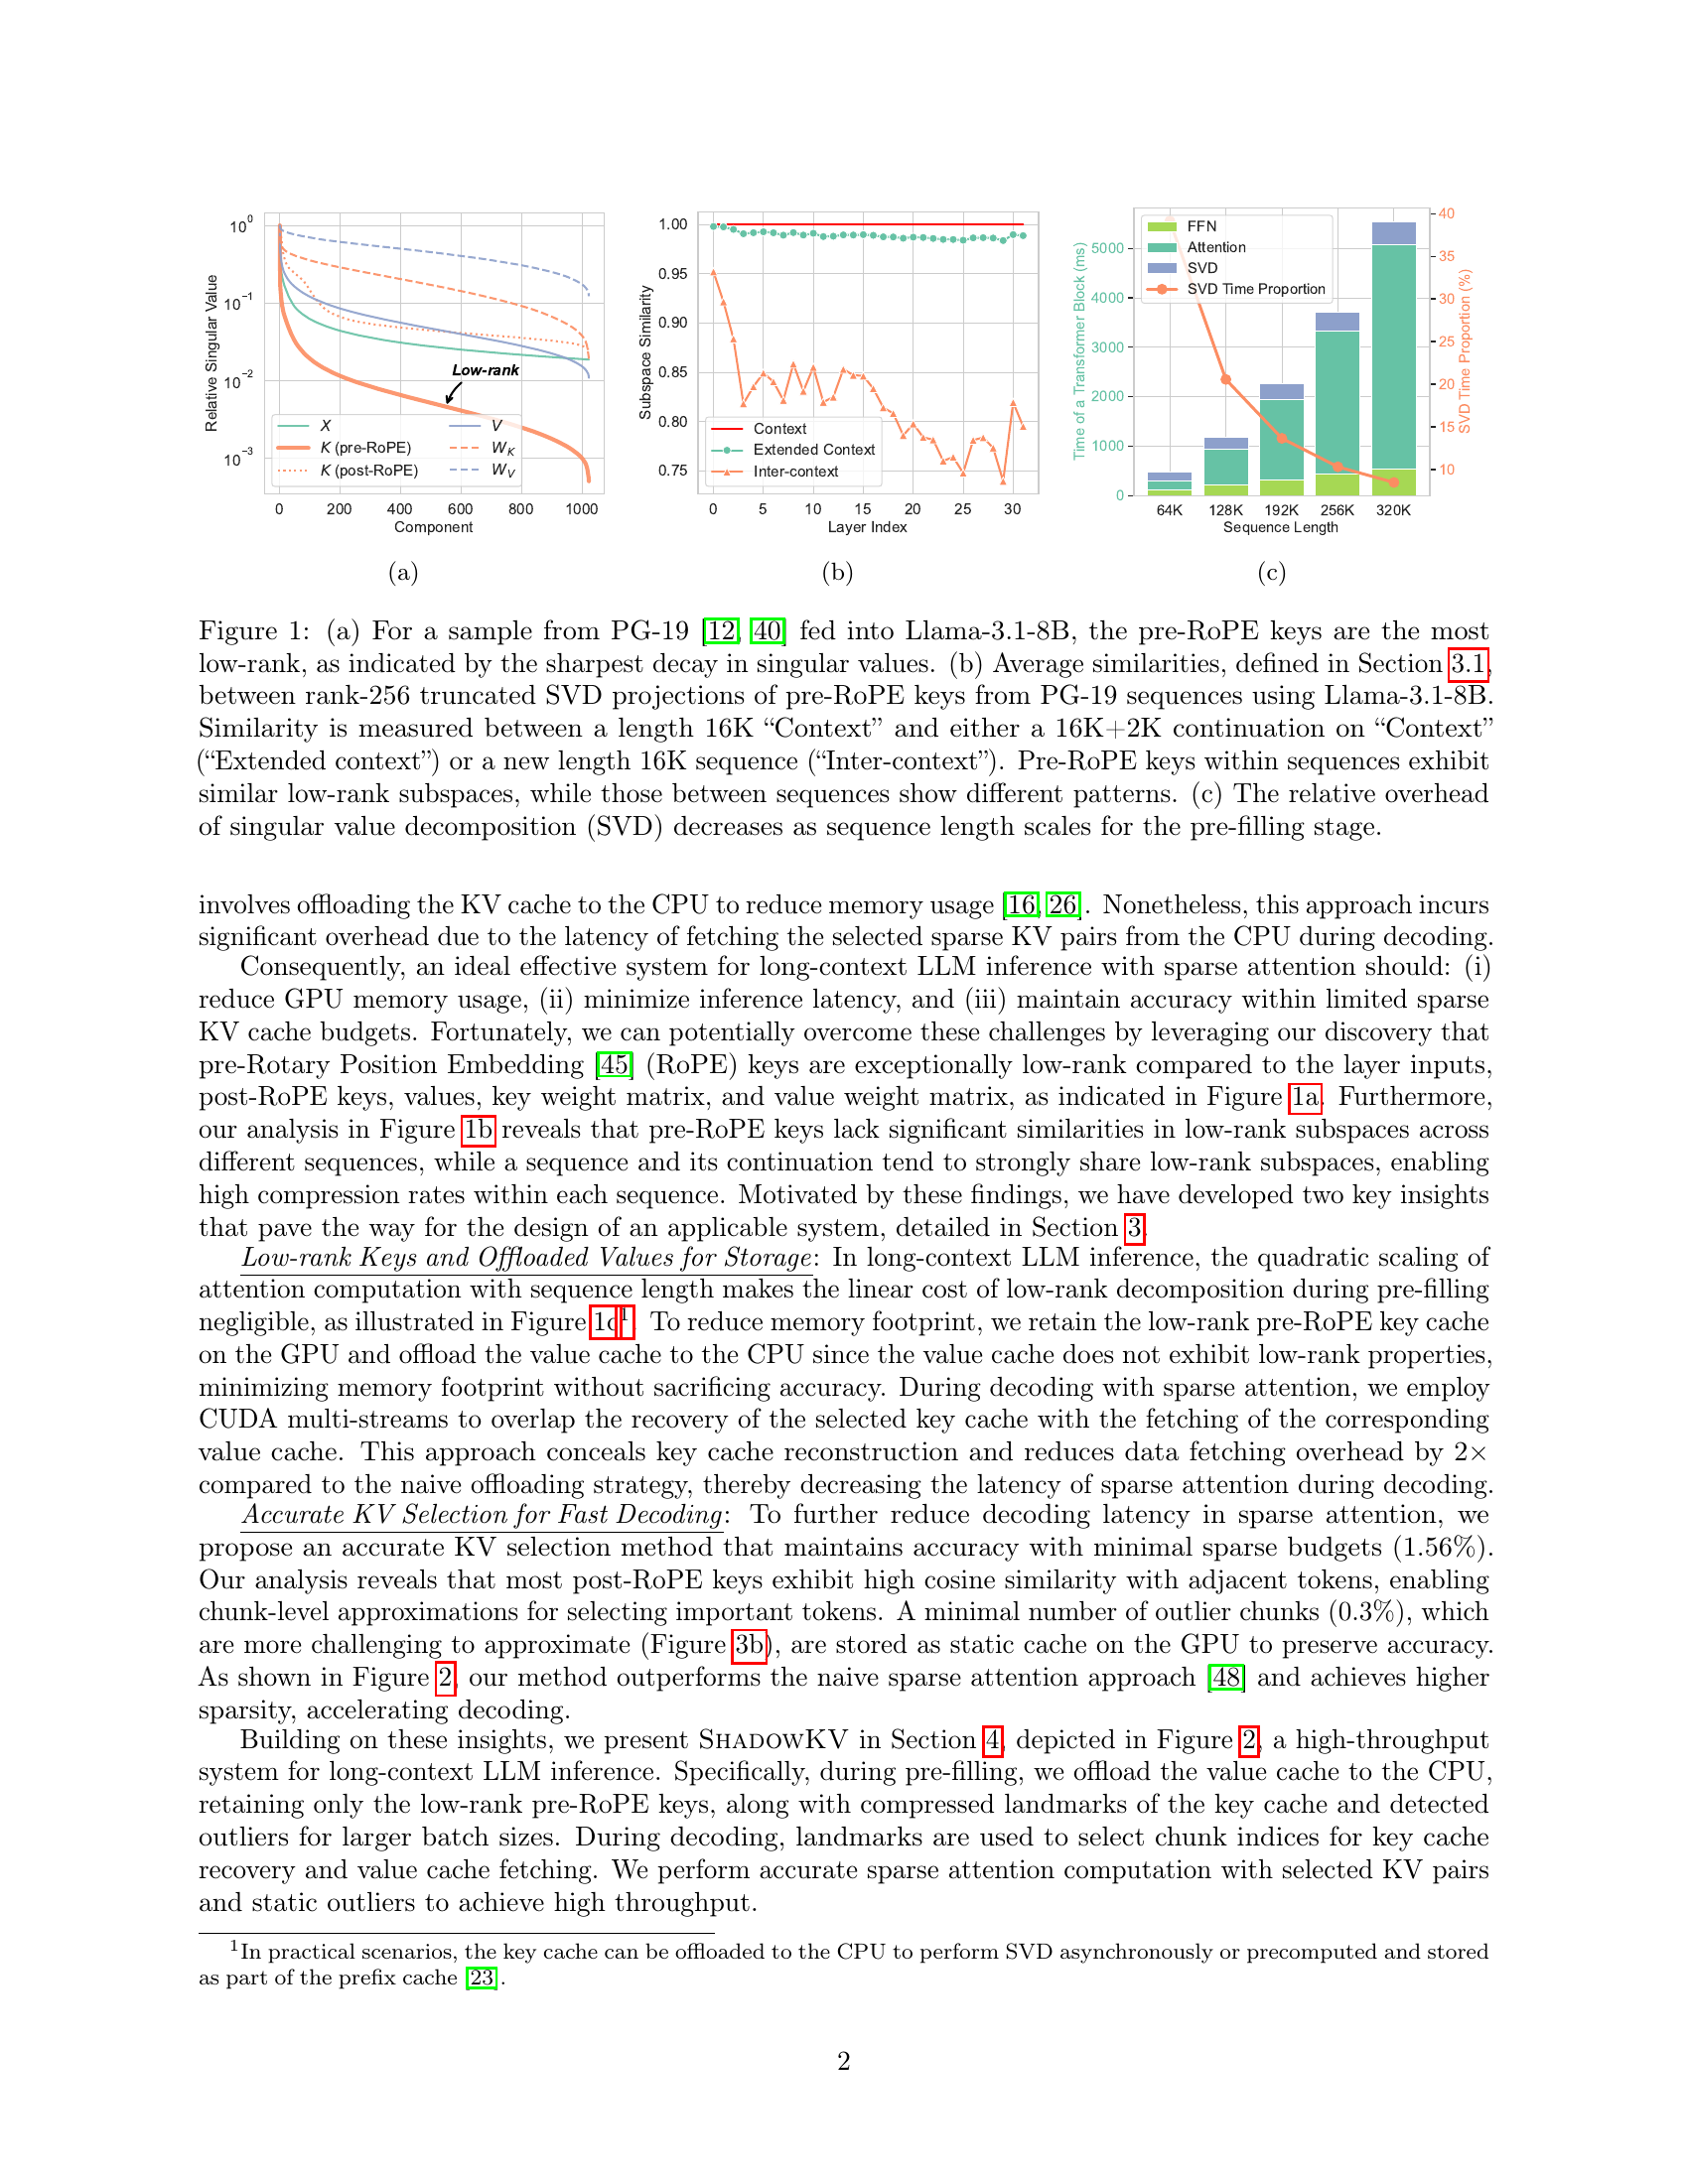 10^0
10^−1
10^−2
10^−3
Relative Singular Value
Low-rank
X
K (pre-RoPE)
K (post-RoPE)
V
W_K
W_V
0 200 400 600 800 1000
Component
(a)
1.00
0.95
0.90
0.85
0.80
0.75
Subspace Similarity
Context
Extended Context
Inter-context
0 5 10 15 20 25 30
Layer Index
(b)
5000
4000
3000
2000
1000
0
Time of a Transformer Block (ms)
FFN
Attention
SVD
SVD Time Proportion
40
35
30
25
20
15
10
SVD Time Proportion (%)
64K 128K 192K 256K 320K
Sequence Length
(c)
Figure 1: (a) For a sample from PG-19 [12, 40] fed into Llama-3.1-8B, the pre-RoPE keys are the most
low-rank, as indicated by the sharpest decay in singular values. (b) Average similarities, defined in Section 3.1,
between rank-256 truncated SVD projections of pre-RoPE keys from PG-19 sequences using Llama-3.1-8B.
Similarity is measured between a length 16K “Context” and either a 16K+2K continuation on “Context”
(“Extended context”) or a new length 16K sequence (“Inter-context”). Pre-RoPE keys within sequences exhibit
similar low-rank subspaces, while those between sequences show different patterns. (c) The relative overhead
of singular value decomposition (SVD) decreases as sequence length scales for the pre-filling stage.
involves offloading the KV cache to the CPU to reduce memory usage [16, 26]. Nonetheless, this approach incurs
significant overhead due to the latency of fetching the selected sparse KV pairs from the CPU during decoding.
Consequently, an ideal effective system for long-context LLM inference with sparse attention should: (i)
reduce GPU memory usage, (ii) minimize inference latency, and (iii) maintain accuracy within limited sparse
KV cache budgets. Fortunately, we can potentially overcome these challenges by leveraging our discovery that
pre-Rotary Position Embedding [45] (RoPE) keys are exceptionally low-rank compared to the layer inputs,
post-RoPE keys, values, key weight matrix, and value weight matrix, as indicated in Figure 1a. Furthermore,
our analysis in Figure 1b reveals that pre-RoPE keys lack significant similarities in low-rank subspaces across
different sequences, while a sequence and its continuation tend to strongly share low-rank subspaces, enabling
high compression rates within each sequence. Motivated by these findings, we have developed two key insights
that pave the way for the design of an applicable system, detailed in Section 3.
Low-rank Keys and Offloaded Values for Storage: In long-context LLM inference, the quadratic scaling of
attention computation with sequence length makes the linear cost of low-rank decomposition during pre-filling
negligible, as illustrated in Figure 1c¹. To reduce memory footprint, we retain the low-rank pre-RoPE key cache
on the GPU and offload the value cache to the CPU since the value cache does not exhibit low-rank properties,
minimizing memory footprint without sacrificing accuracy. During decoding with sparse attention, we employ
CUDA multi-streams to overlap the recovery of the selected key cache with the fetching of the corresponding
value cache. This approach conceals key cache reconstruction and reduces data fetching overhead by 2×
compared to the naive offloading strategy, thereby decreasing the latency of sparse attention during decoding.
Accurate KV Selection for Fast Decoding: To further reduce decoding latency in sparse attention, we
propose an accurate KV selection method that maintains accuracy with minimal sparse budgets (1.56%).
Our analysis reveals that most post-RoPE keys exhibit high cosine similarity with adjacent tokens, enabling
chunk-level approximations for selecting important tokens. A minimal number of outlier chunks (0.3%), which
are more challenging to approximate (Figure 3b), are stored as static cache on the GPU to preserve accuracy.
As shown in Figure 2, our method outperforms the naive sparse attention approach [48] and achieves higher
sparsity, accelerating decoding.
Building on these insights, we present SHADOWKV in Section 4, depicted in Figure 2, a high-throughput
system for long-context LLM inference. Specifically, during pre-filling, we offload the value cache to the CPU,
retaining only the low-rank pre-RoPE keys, along with compressed landmarks of the key cache and detected
outliers for larger batch sizes. During decoding, landmarks are used to select chunk indices for key cache
recovery and value cache fetching. We perform accurate sparse attention computation with selected KV pairs
and static outliers to achieve high throughput.
¹In practical scenarios, the key cache can be offloaded to the CPU to perform SVD asynchronously or precomputed and stored
as part of the prefix cache [23].
2